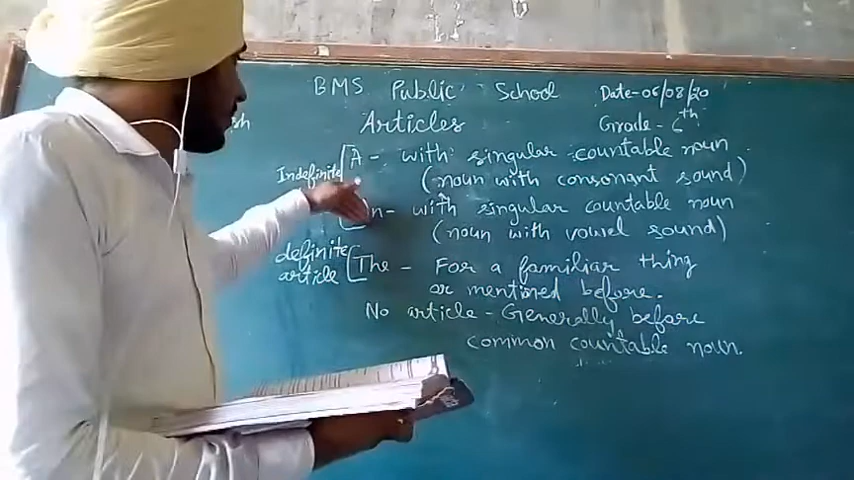 BMS Public School Date-06/08/20
Articles Grade-6th
Indefinite A - with singular countable noun
(noun with consonant sound)
n- with singular countable noun
(noun with vowel sound)
definite article The - For a familiar thing
or mentioned before.
No article - Generally before
common countable noun.